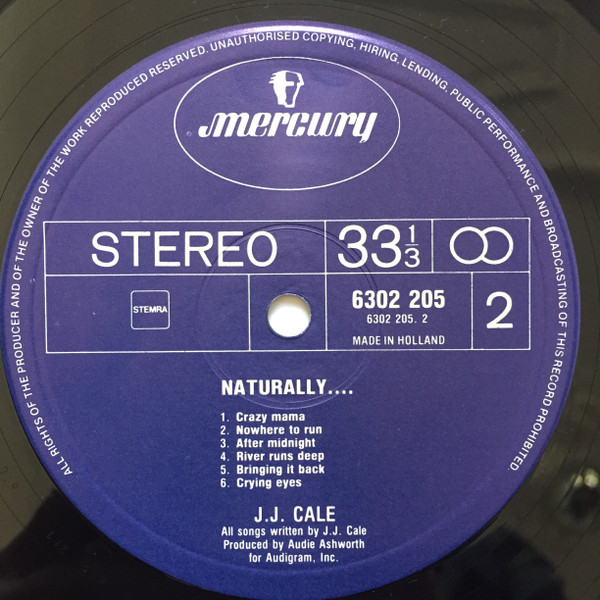 ALL RIGHTS OF THE PRODUCER AND OF THE OWNER OF THE WORK REPRODUCED RESERVED. UNAUTHORISED COPYING, HIRING, LENDING, PUBLIC PERFORMANCE AND BROADCASTING OF THIS RECORD PROHIBITED.
mercury
STEREO 33 1/3
STEMRA
6302 205
6302 205. 2
MADE IN HOLLAND
2
NATURALLY....
1. Crazy mama
2. Nowhere to run
3. After midnight
4. River runs deep
5. Bringing it back
6. Crying eyes
J.J. CALE
All songs written by J.J. Cale
Produced by Audie Ashworth
for Audigram, Inc.